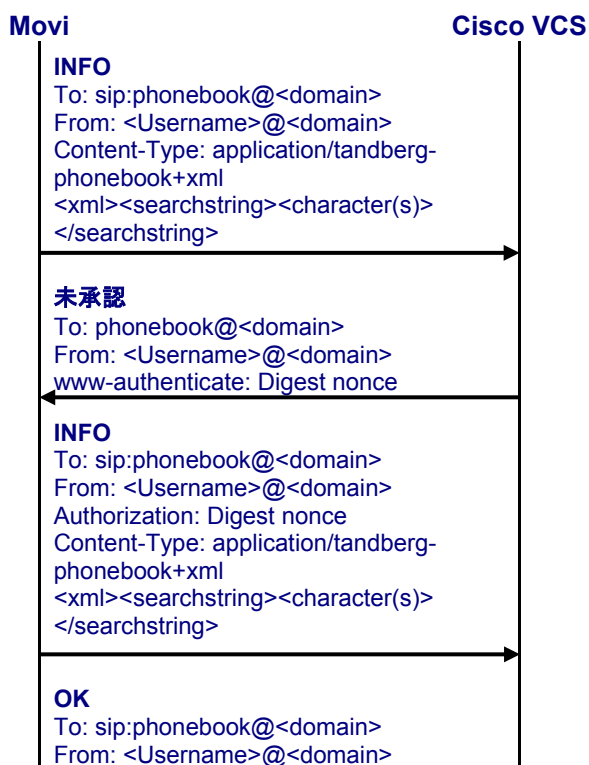 Movi Cisco VCS
INFO
To: sip:phonebook@<domain>
From: <Username>@<domain>
Content-Type: application/tandberg-
phonebook+xml
<xml><searchstring><character(s)>
</searchstring>
未承認
To: phonebook@<domain>
From: <Username>@<domain>
www-authenticate: Digest nonce
INFO
To: sip:phonebook@<domain>
From: <Username>@<domain>
Authorization: Digest nonce
Content-Type: application/tandberg-
phonebook+xml
<xml><searchstring><character(s)>
</searchstring>
OK
To: sip:phonebook@<domain>
From: <Username>@<domain>